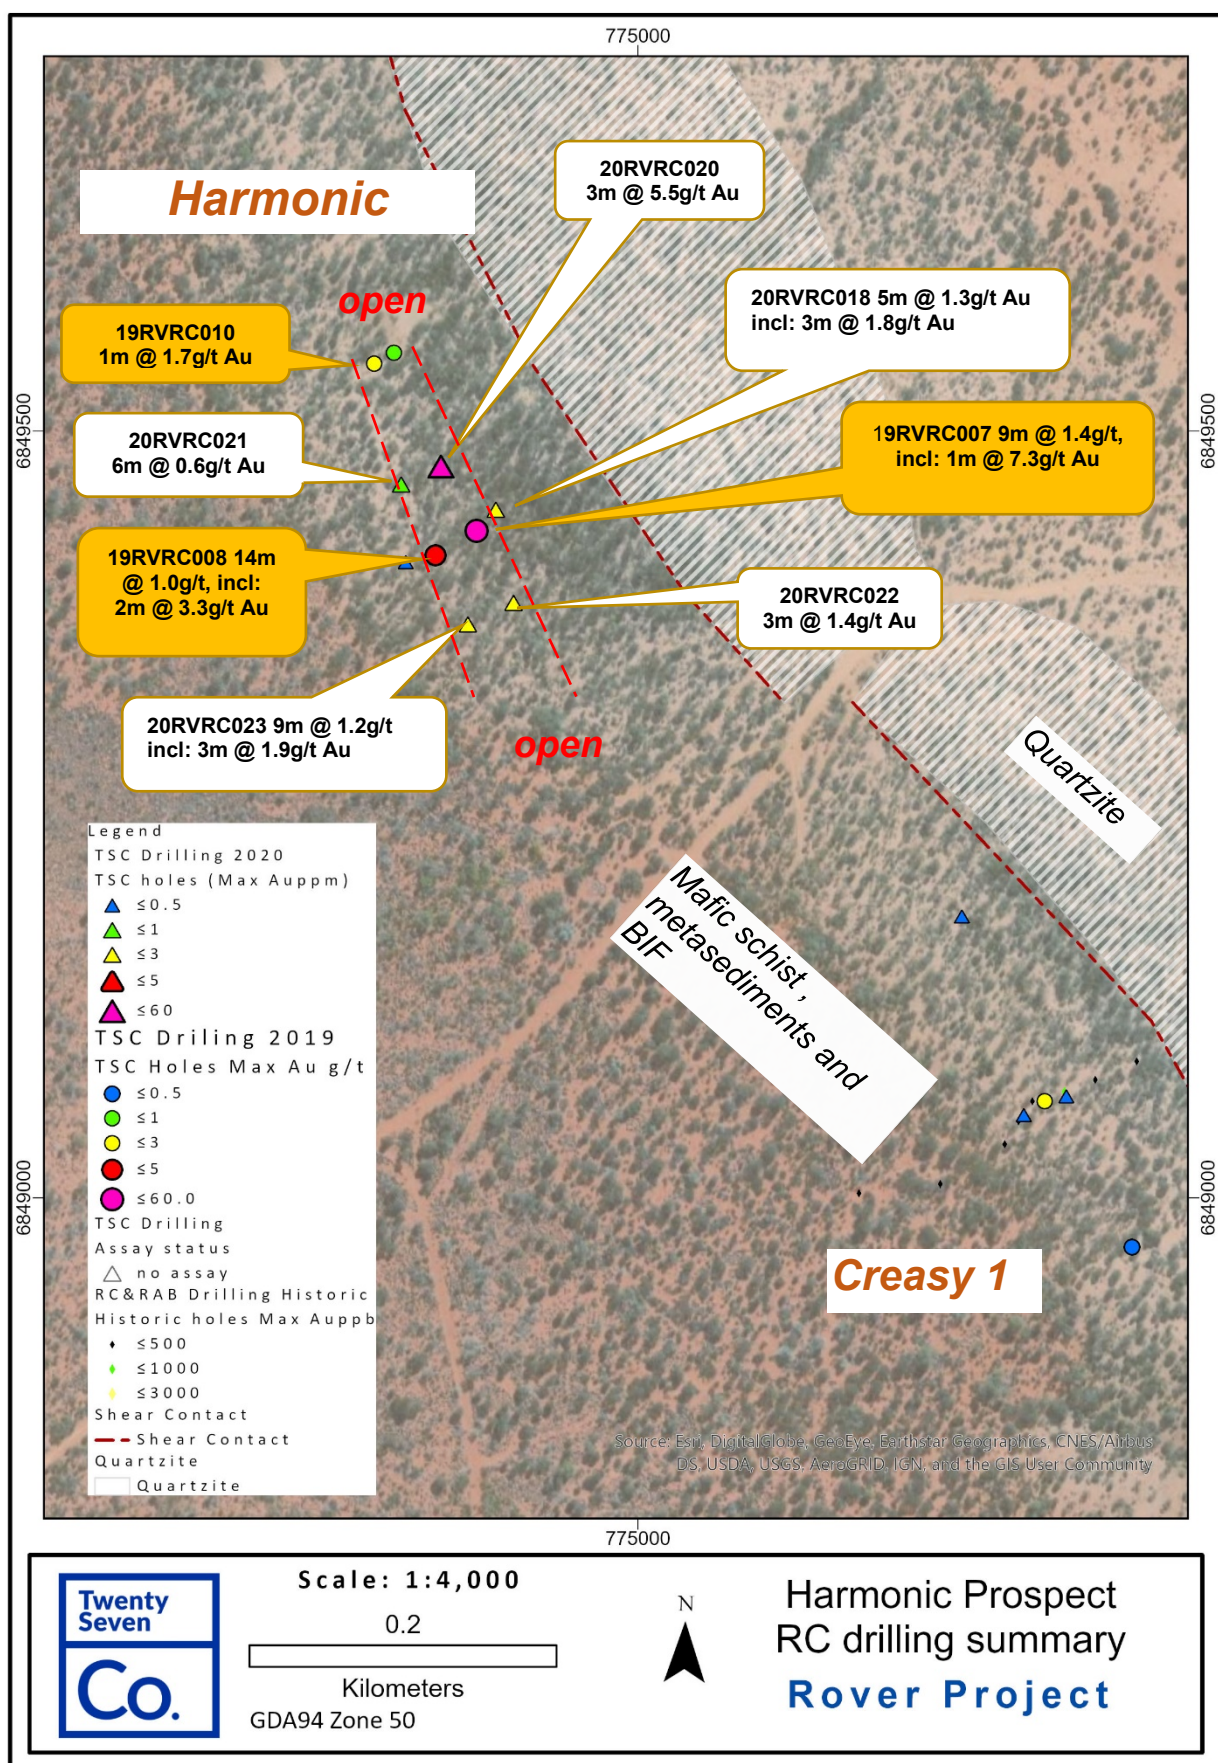 775000
Harmonic
20RVRC020
3m @ 5.5g/t Au
20RVRC018 5m @ 1.3g/t Au
incl: 3m @ 1.8g/t Au
open
19RVRC010
1m @ 1.7g/t Au
6849500
6849500
19RVRC007 9m @ 1.4g/t,
incl: 1m @ 7.3g/t Au
20RVRC021
6m @ 0.6g/t Au
19RVRC008 14m
@ 1.0g/t, incl:
2m @ 3.3g/t Au
20RVRC022
3m @ 1.4g/t Au
20RVRC023 9m @ 1.2g/t
incl: 3m @ 1.9g/t Au
open
Quartzite
Mafic schist ,
metasediments and
BIF
Legend
TSC Drilling 2020
TSC holes (Max Auppm)
≤0.5
≤1
≤3
≤5
≤60
TSC Driling 2019
TSC Holes Max Au g/t
≤0.5
≤1
≤3
≤5
≤60.0
TSC Drilling
Assay status
no assay
RC&RAB Drilling Historic
Historic holes Max Auppb
≤500
≤1000
≤3000
Shear Contact
Shear Contact
Quartzite
Quartzite
6849000
6849000
Creasy 1
Source: Esri, DigitalGlobe, GeoEye, Earthstar Geographics, CNES/Airbus
DS, USDA, USGS, AeroGRID, IGN, and the GIS User Community
775000
Twenty
Seven
Co.
Scale: 1:4,000
0.2
Kilometers
GDA94 Zone 50
N
Harmonic Prospect
RC drilling summary
Rover Project